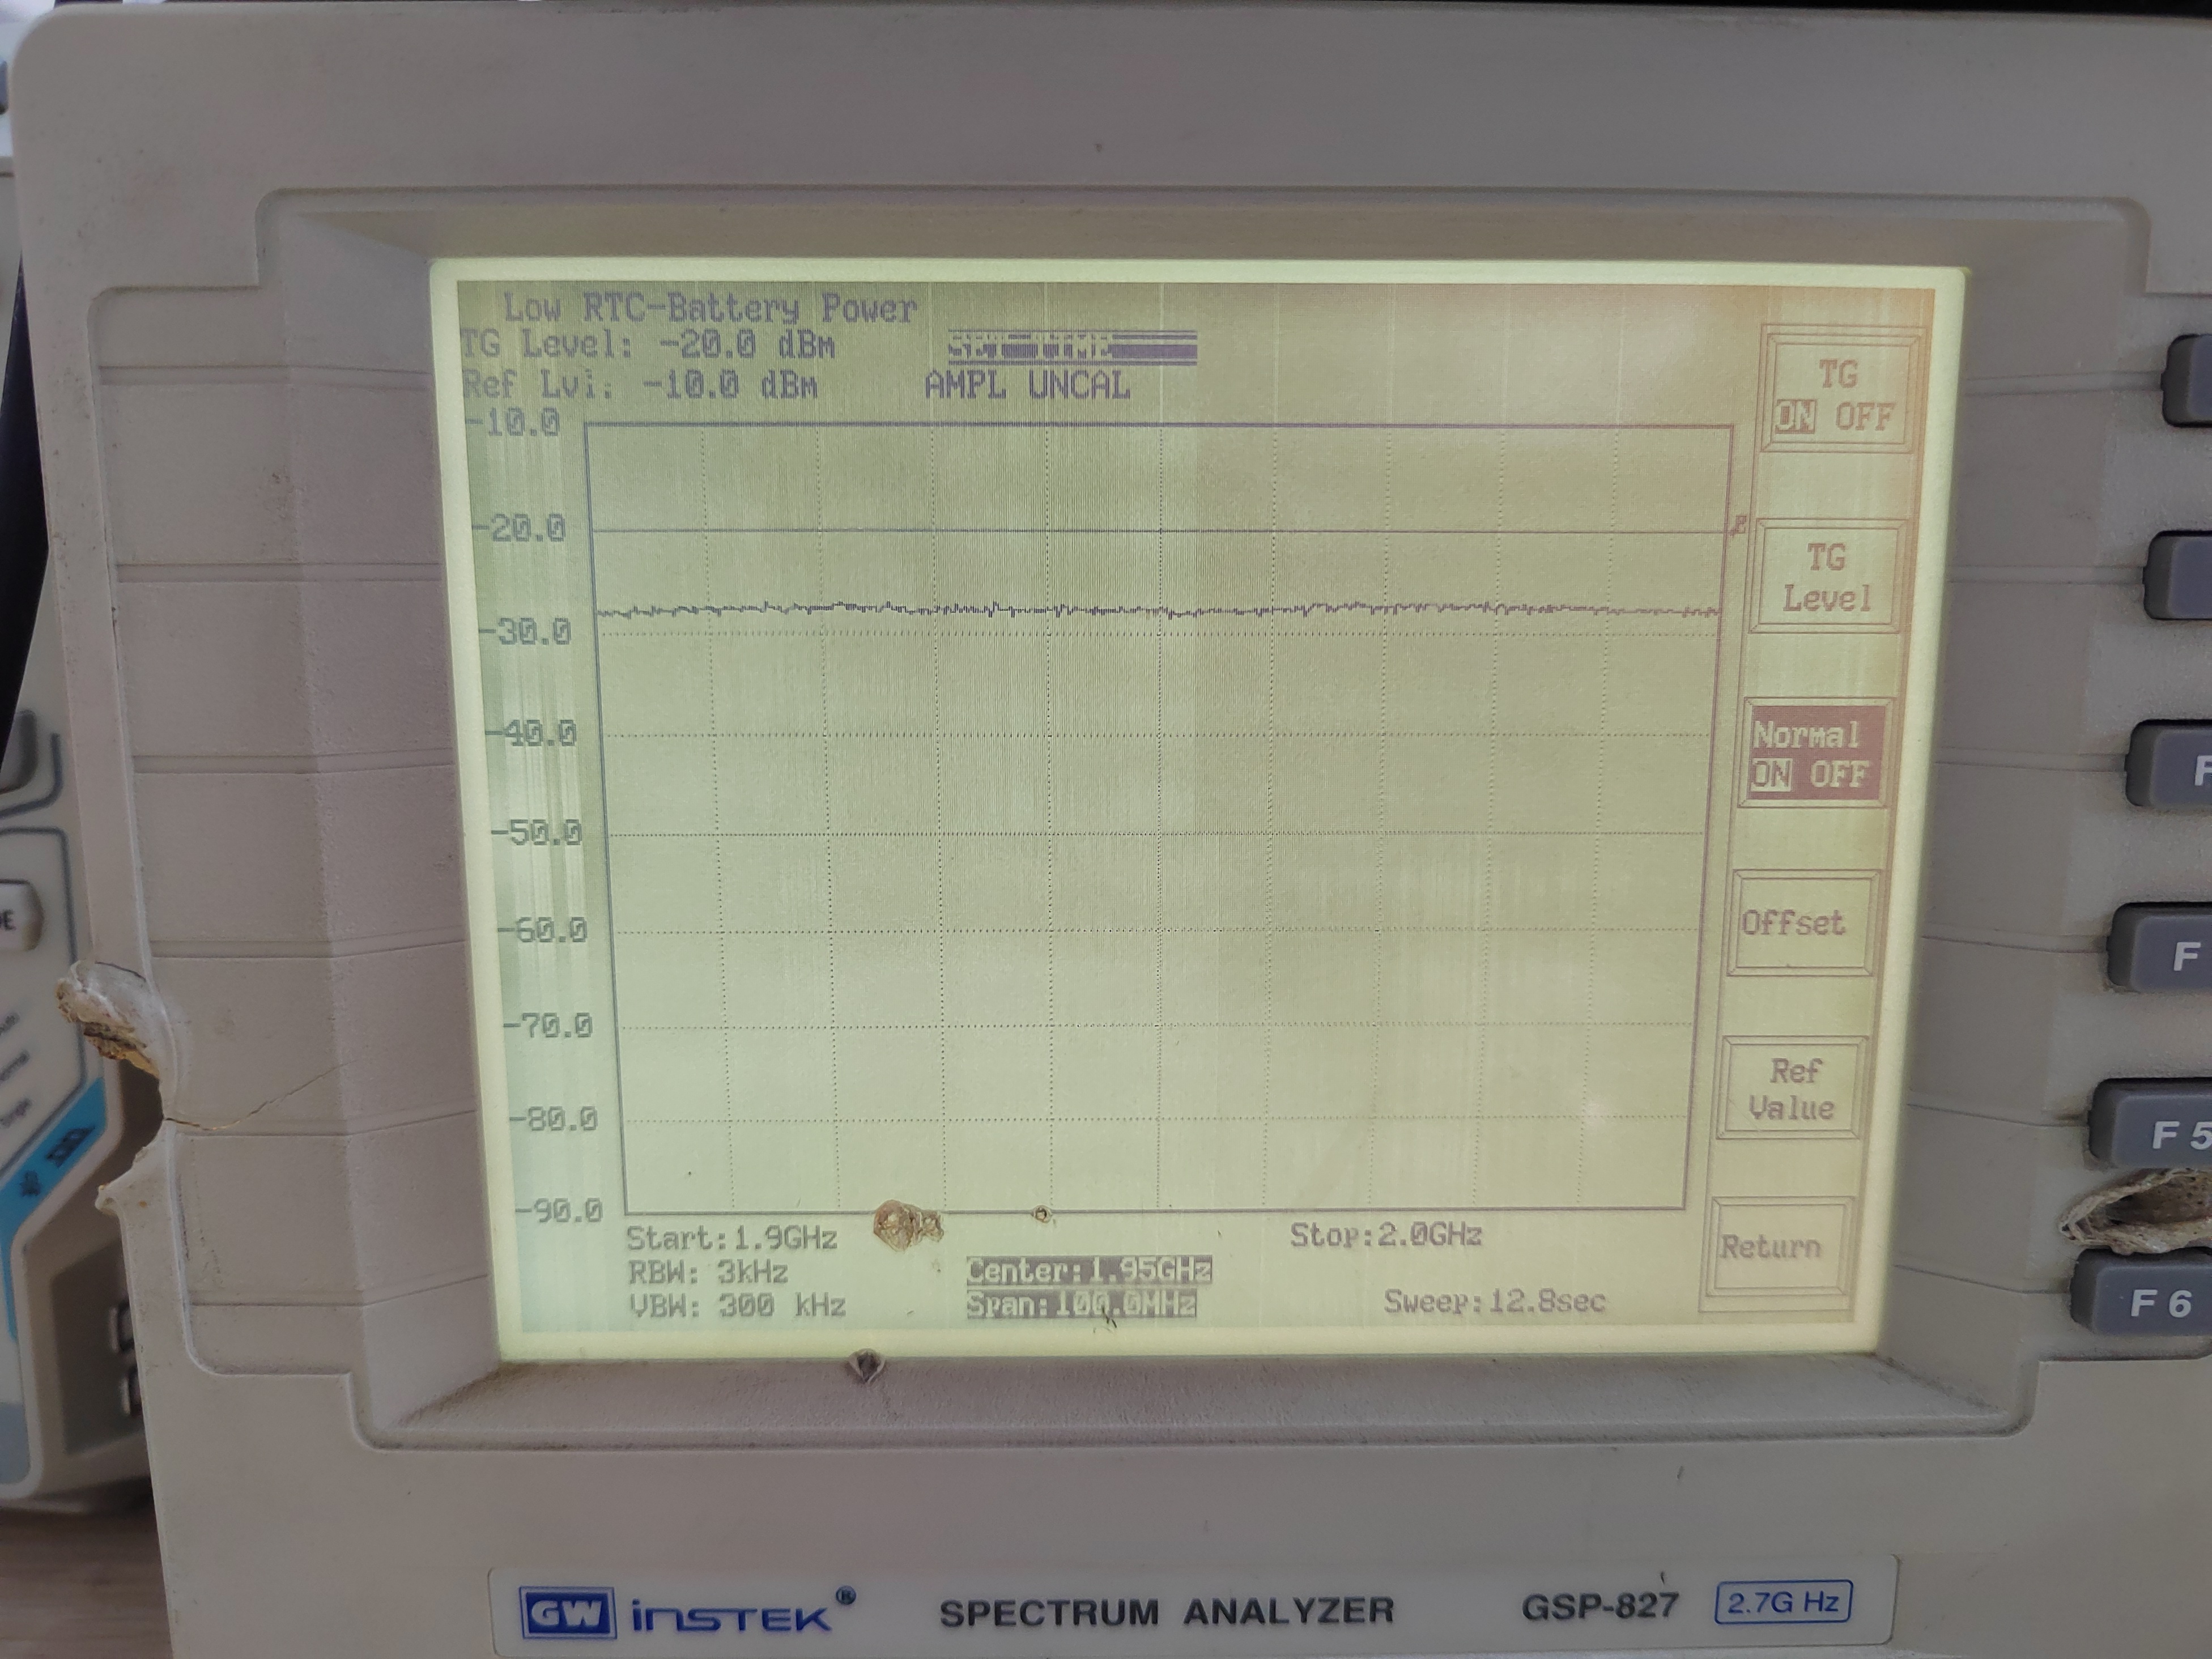 Low RTC-Battery Power
TG Level: -20.0 dBm
SET TIME
Ref Lvl: -10.0 dBm
AMPL UNCAL
-10.0
-20.0
-30.0
-40.0
-50.0
-60.0
-70.0
-80.0
-90.0
Start:1.9GHz
Stop:2.0GHz
RBW: 3kHz
Center:1.95GHz
VBW: 300 kHz
Span:100.0MHz
Sweep:12.8sec
TG
ON OFF
TG
Level
Normal
ON OFF
Offset
Ref
Value
Return
F
F
F 5
F 6
GW INSTEK®
SPECTRUM ANALYZER
GSP-827
2.7G Hz